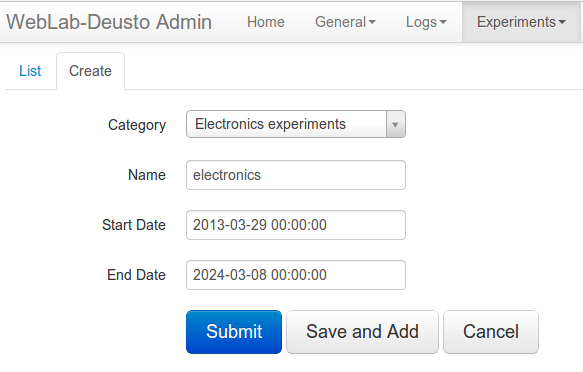 WebLab-Deusto Admin Home General Logs Experiments
List Create
Category Electronics experiments
Name electronics
Start Date 2013-03-29 00:00:00
End Date 2024-03-08 00:00:00
Submit Save and Add Cancel